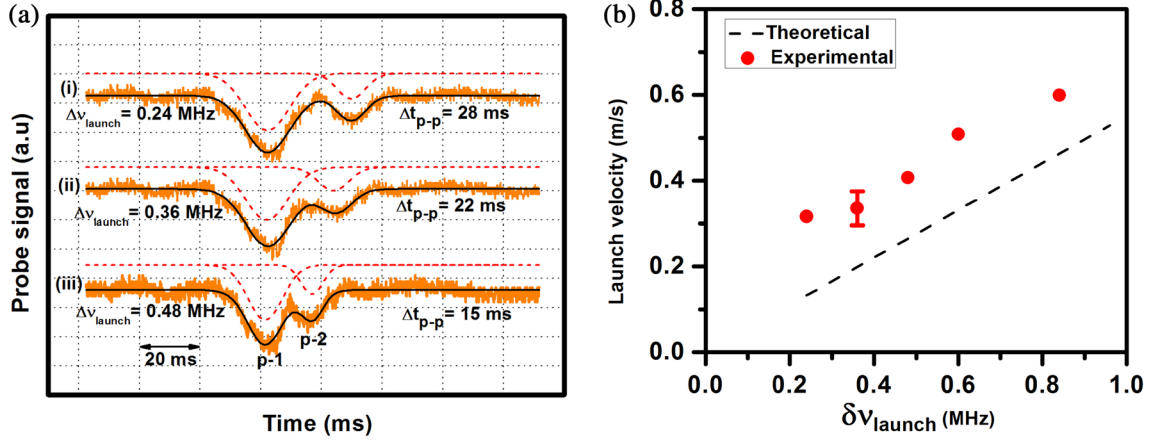 (a)
Probe signal (a.u)
(i)
Δν_launch = 0.24 MHz
Δt_p-p = 28 ms
(ii)
Δν_launch = 0.36 MHz
Δt_p-p = 22 ms
(iii)
Δν_launch = 0.48 MHz
Δt_p-p = 15 ms
20 ms
p-1
p-2
Time (ms)
(b)
Launch velocity (m/s)
0.8
0.6
0.4
0.2
0.0
Theoretical
Experimental
0.0 0.2 0.4 0.6 0.8 1.0
δν_launch (MHz)